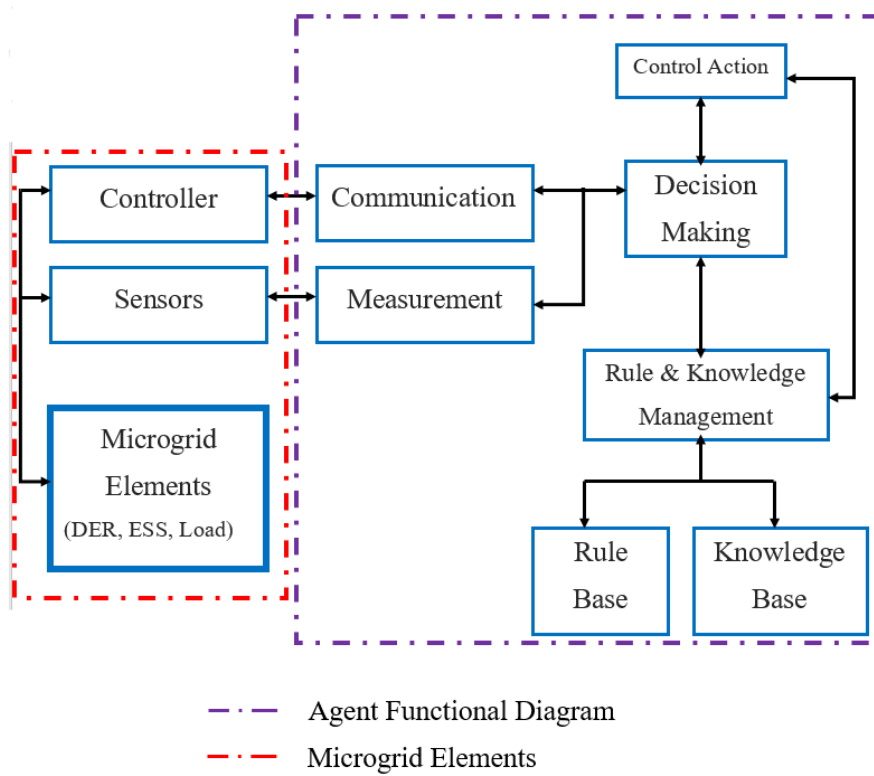 Control Action
Controller
Communication
Decision
Making
Sensors
Measurement
Rule & Knowledge
Management
Microgrid
Elements
(DER, ESS, Load)
Rule
Base
Knowledge
Base
Agent Functional Diagram
Microgrid Elements